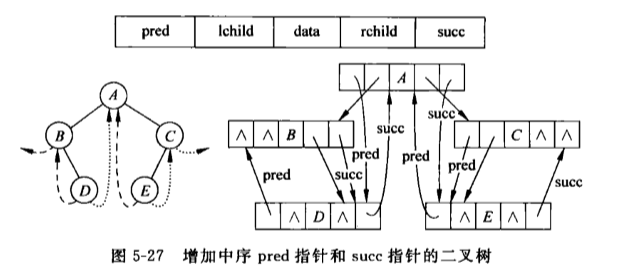 pred lchild data rchild succ
A
A
B C
∧ ∧ B
succ
succ
C ∧ ∧
pred
pred
pred
pred
succ
succ
D E
∧ D ∧
∧ E ∧
图 5-27 增加中序 pred 指针和 succ 指针的二叉树